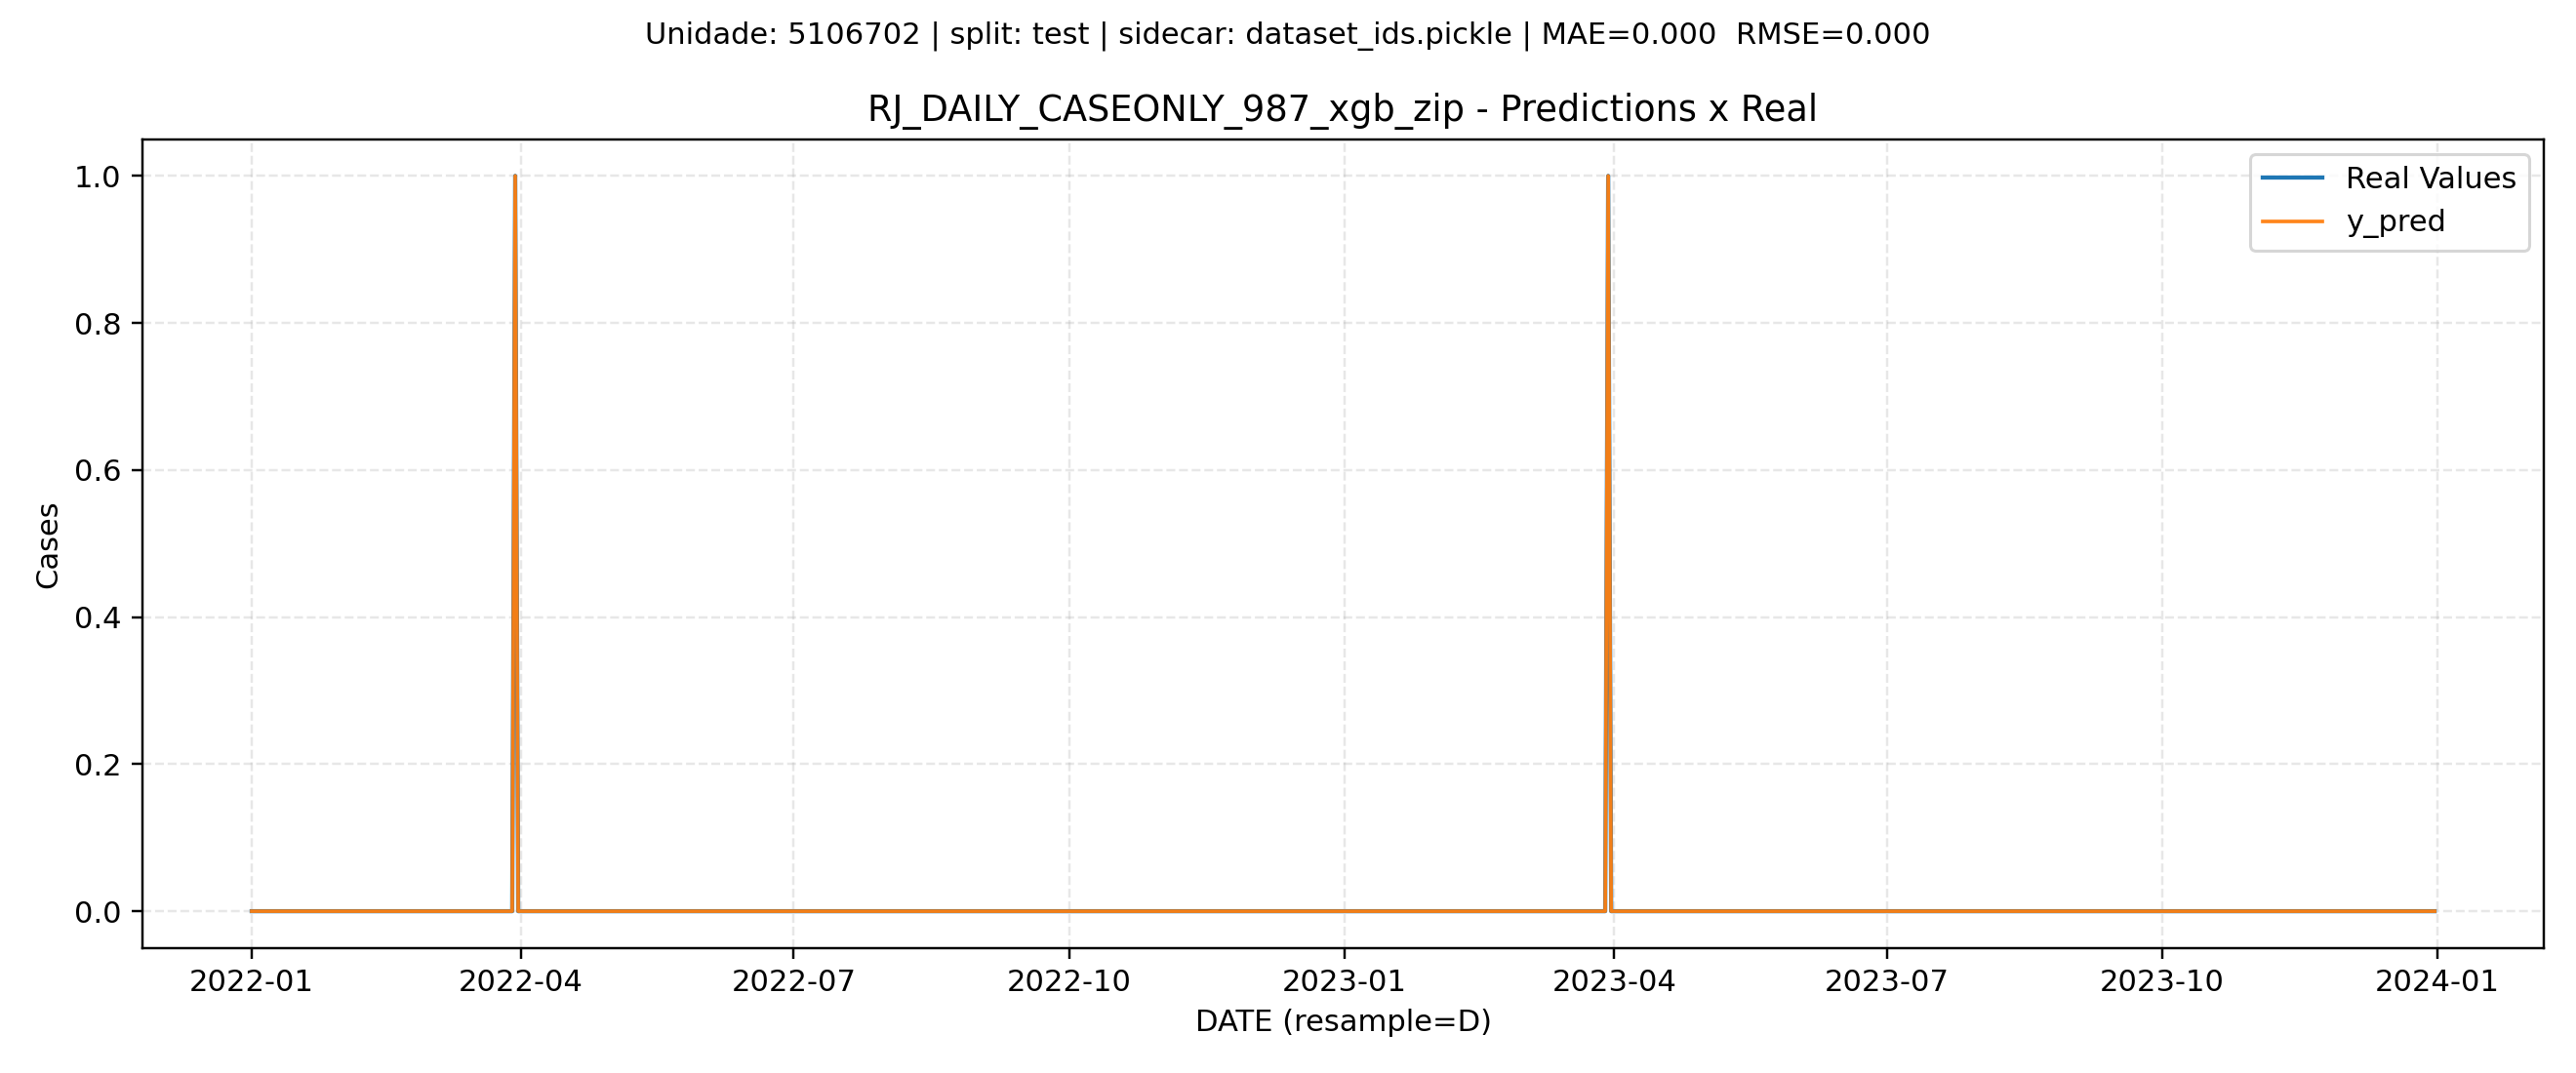 Unidade: 5106702 | split: test | sidecar: dataset_ids.pickle | MAE=0.000  RMSE=0.000
RJ_DAILY_CASEONLY_987_xgb_zip - Predictions x Real
Real Values
y_pred
1.0
0.8
0.6
0.4
0.2
0.0
Cases
2022-01 2022-04 2022-07 2022-10 2023-01 2023-04 2023-07 2023-10 2024-01
DATE (resample=D)